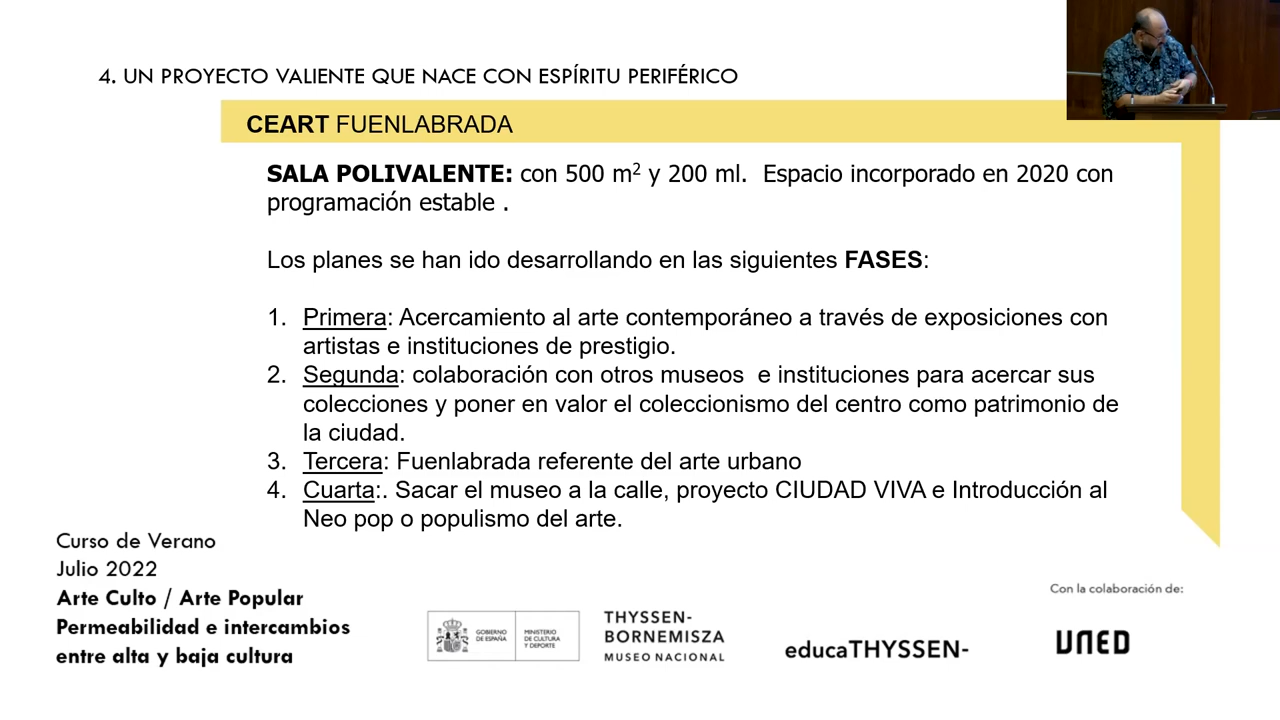 4. UN PROYECTO VALIENTE QUE NACE CON ESPÍRITU PERIFÉRICO
CEART FUENLABRADA
SALA POLIVALENTE: con 500 m² y 200 ml.  Espacio incorporado en 2020 con
programación estable .
Los planes se han ido desarrollando en las siguientes FASES:
1. Primera: Acercamiento al arte contemporáneo a través de exposiciones con
artistas e instituciones de prestigio.
2. Segunda: colaboración con otros museos  e instituciones para acercar sus
colecciones y poner en valor el coleccionismo del centro como patrimonio de
la ciudad.
3. Tercera: Fuenlabrada referente del arte urbano
4. Cuarta:. Sacar el museo a la calle, proyecto CIUDAD VIVA e Introducción al
Neo pop o populismo del arte.
Curso de Verano
Julio 2022
Arte Culto / Arte Popular
Permeabilidad e intercambios
entre alta y baja cultura
GOBIERNO
DE ESPAÑA
MINISTERIO
DE CULTURA
Y DEPORTE
THYSSEN-
BORNEMISZA
MUSEO NACIONAL
educaTHYSSEN-
Con la colaboración de:
UNED